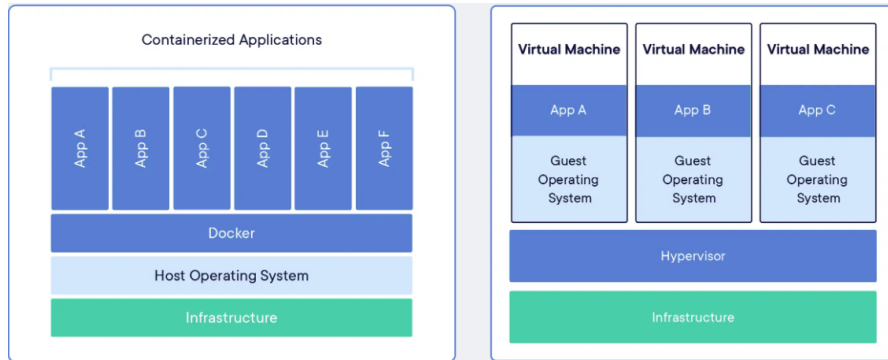 Containerized Applications
App A
App B
App C
App D
App E
App F
Docker
Host Operating System
Infrastructure
Virtual Machine
App A
Guest
Operating
System
Virtual Machine
App B
Guest
Operating
System
Virtual Machine
App C
Guest
Operating
System
Hypervisor
Infrastructure